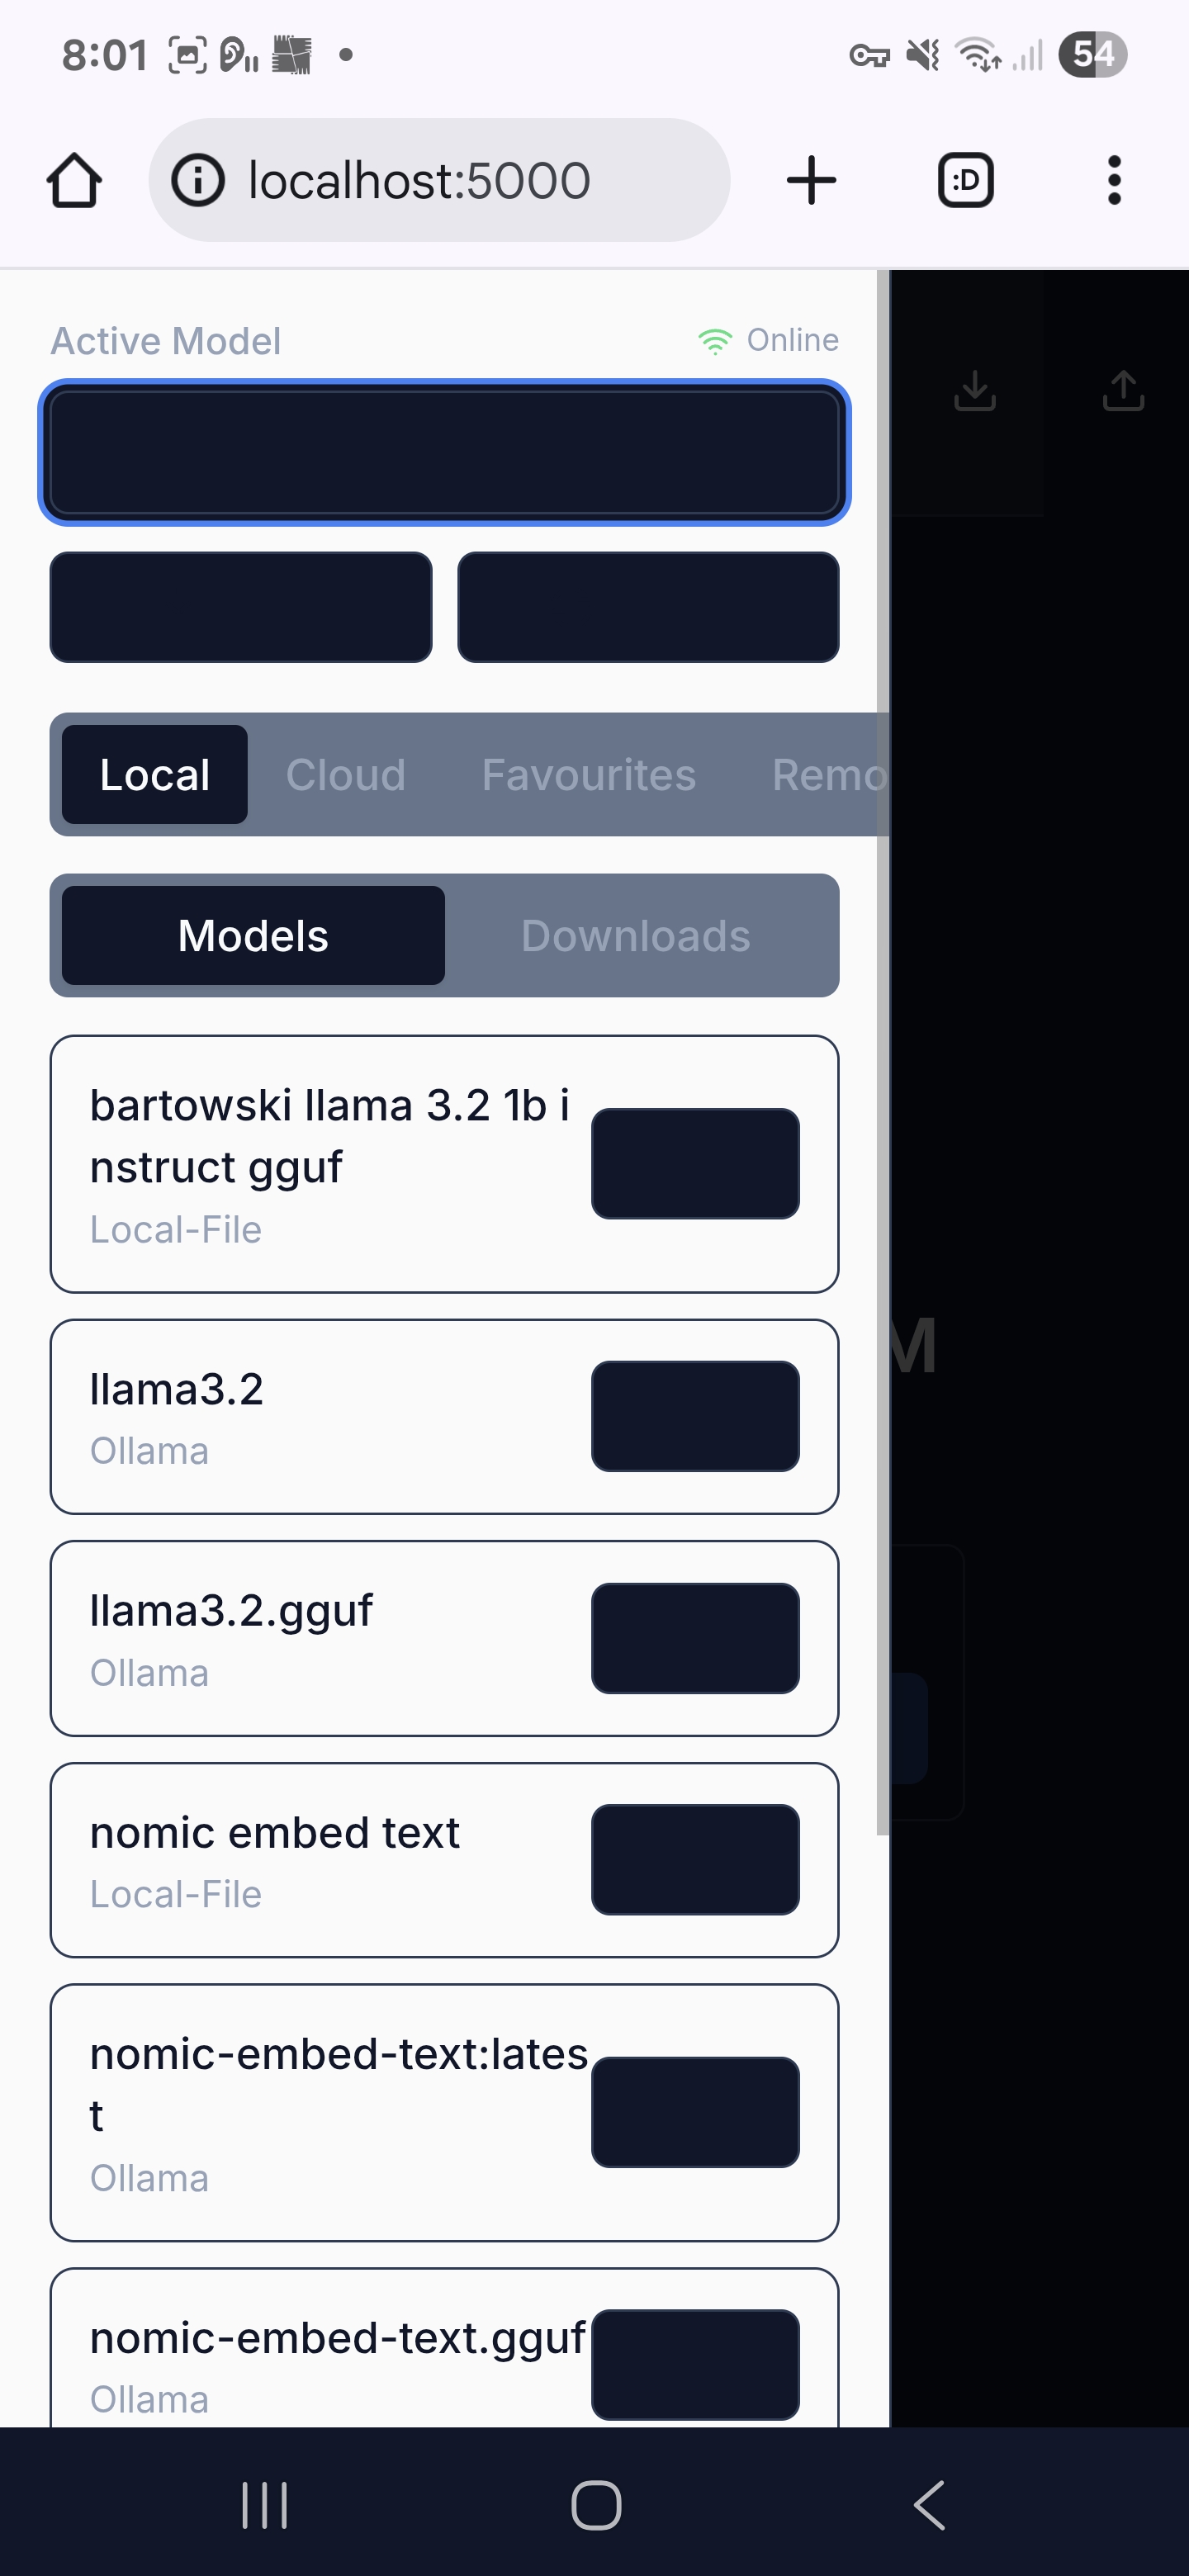 8:01
54
localhost:5000
:D
Active Model
Online
Local
Cloud
Favourites
Remo
Models
Downloads
bartowski llama 3.2 1b i
nstruct gguf
Local-File
llama3.2
Ollama
llama3.2.gguf
Ollama
nomic embed text
Local-File
nomic-embed-text:lates
t
Ollama
nomic-embed-text.gguf
Ollama
M